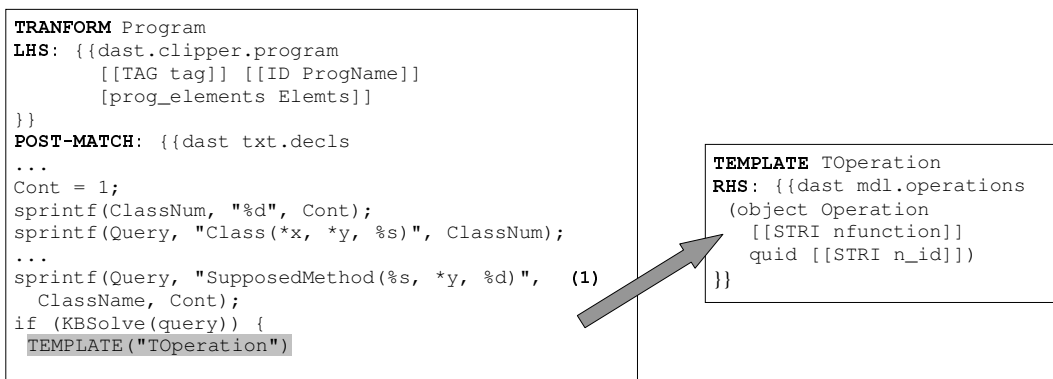 TRANFORM Program
LHS: {{dast.clipper.program
[[TAG tag]] [[ID ProgName]]
[prog_elements Elemts]]
}}
POST-MATCH: {{dast txt.decls
...
Cont = 1;
sprintf(ClassNum, "%d", Cont);
sprintf(Query, "Class(*x, *y, %s)", ClassNum);
...
sprintf(Query, "SupposedMethod(%s, *y, %d)", (1)
ClassName, Cont);
if (KBSolve(query)) {
TEMPLATE("TOperation")
TEMPLATE TOperation
RHS: {{dast mdl.operations
(object Operation
[[STRI nfunction]]
quid [[STRI n_id]])
}}